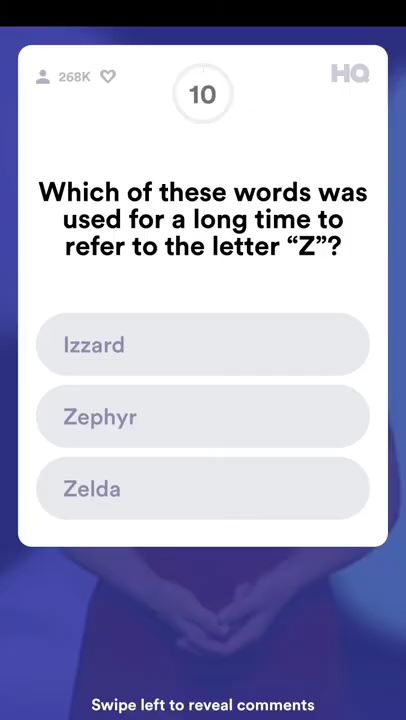 268K
HQ
10
Which of these words was
used for a long time to
refer to the letter “Z”?
Izzard
Zephyr
Zelda
Swipe left to reveal comments